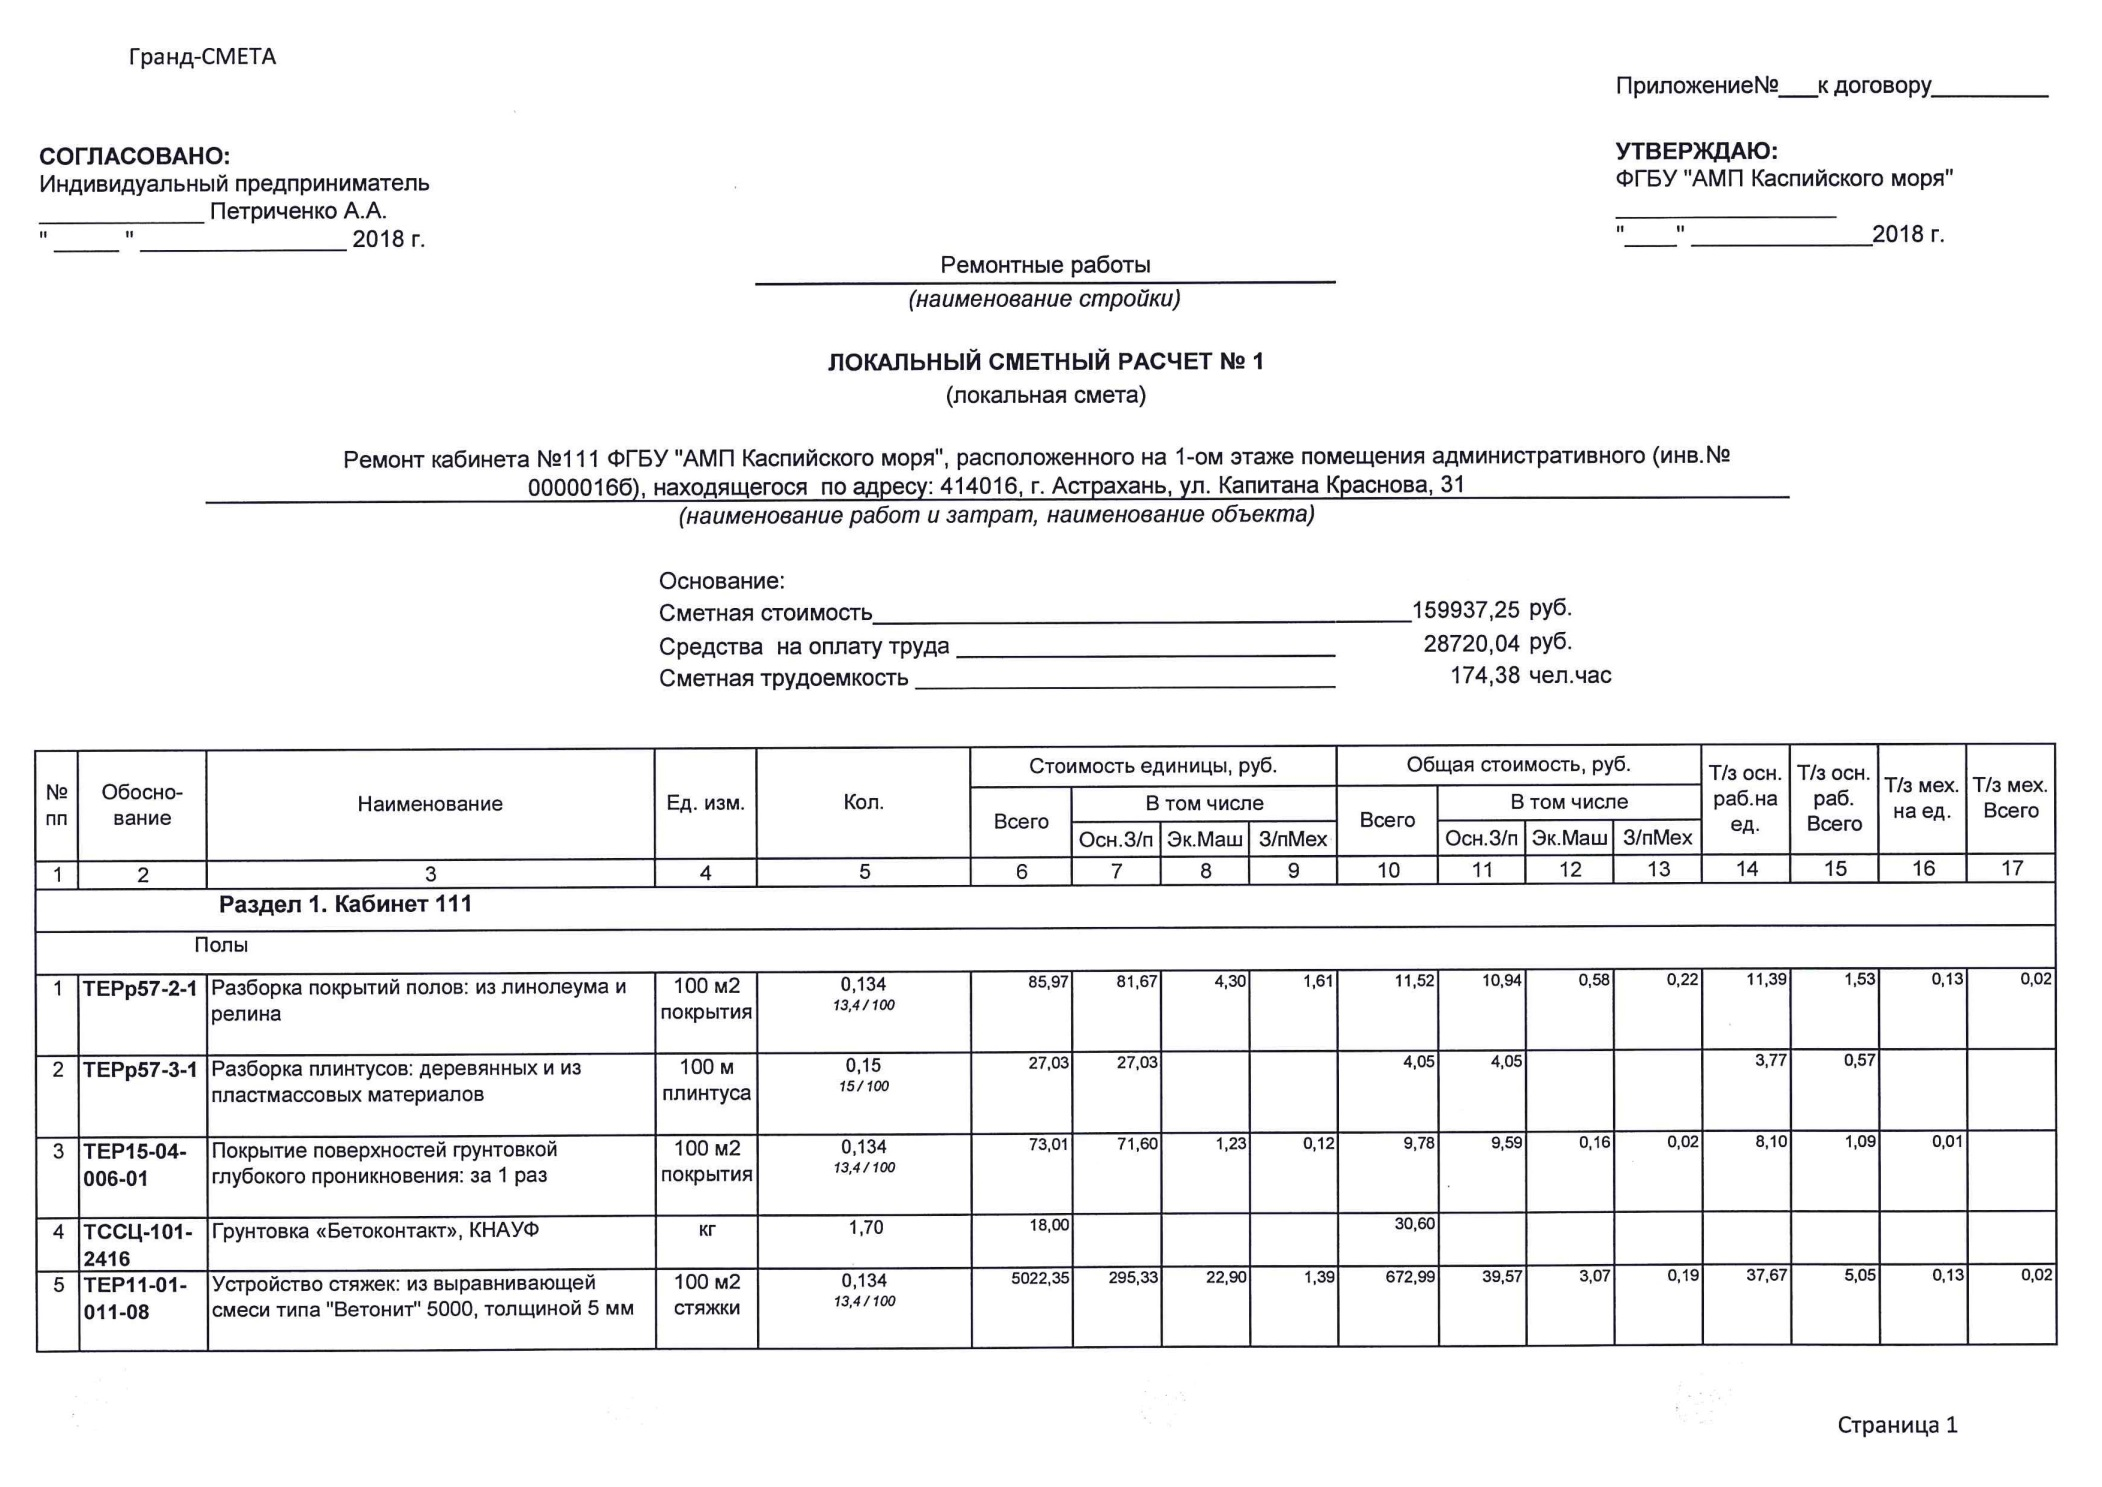 Гранд-СМЕТА
Приложение№___к договору_________
СОГЛАСОВАНО:
Индивидуальный предприниматель
_______________ Петриченко А.А.
" _____ " ________________ 2018 г.
УТВЕРЖДАЮ:
ФГБУ "АМП Каспийского моря"
_________________
"____" ______________2018 г.
Ремонтные работы
(наименование стройки)
ЛОКАЛЬНЫЙ СМЕТНЫЙ РАСЧЕТ № 1
(локальная смета)
Ремонт кабинета №111 ФГБУ "АМП Каспийского моря", расположенного на 1-ом этаже помещения административного (инв.№
0000016б), находящегося по адресу: 414016, г. Астрахань, ул. Капитана Краснова, 31
(наименование работ и затрат, наименование объекта)
Основание:
Сметная стоимость___________________________159937,25 руб.
Средства на оплату труда ___________________ 28720,04 руб.
Сметная трудоемкость ___________________ 174,38 чел.час
№ пп | Обосно-вание | Наименование | Ед. изм. | Кол. | Стоимость единицы, руб. | Общая стоимость, руб. | Т/з осн. раб.на ед. | Т/з осн. раб. Всего | Т/з мех. на ед. | Т/з мех. Всего
Всего | В том числе | Всего | В том числе
Осн.З/п | Эк.Маш | З/пМех | Осн.З/п | Эк.Маш | З/пМех
1 | 2 | 3 | 4 | 5 | 6 | 7 | 8 | 9 | 10 | 11 | 12 | 13 | 14 | 15 | 16 | 17
Раздел 1. Кабинет 111
Полы
1 | ТЕРр57-2-1 | Разборка покрытий полов: из линолеума и | 100 м2 | 0,134 | 85,97 | 81,67 | 4,30 | 1,61 | 11,52 | 10,94 | 0,58 | 0,22 | 11,39 | 1,53 | 0,13 | 0,02
релина | покрытия | 13,4 / 100
2 | ТЕРр57-3-1 | Разборка плинтусов: деревянных и из | 100 м | 0,15 | 27,03 | 27,03 | 4,05 | 4,05 | 3,77 | 0,57
пластмассовых материалов | плинтуса | 15 / 100
3 | ТЕР15-04- | Покрытие поверхностей грунтовкой | 100 м2 | 0,134 | 73,01 | 71,60 | 1,23 | 0,12 | 9,78 | 9,59 | 0,16 | 0,02 | 8,10 | 1,09 | 0,01
006-01 | глубокого проникновения: за 1 раз | покрытия | 13,4 / 100
4 | ТССЦ-101- | Грунтовка «Бетоконтакт», КНАУФ | кг | 1,70 | 18,00 | 30,60
2416
5 | ТЕР11-01- | Устройство стяжек: из выравнивающей | 100 м2 | 0,134 | 5022,35 | 295,33 | 22,90 | 1,39 | 672,99 | 39,57 | 3,07 | 0,19 | 37,67 | 5,05 | 0,13 | 0,02
011-08 | смеси типа "Ветонит" 5000, толщиной 5 мм | стяжки | 13,4 / 100
Страница 1